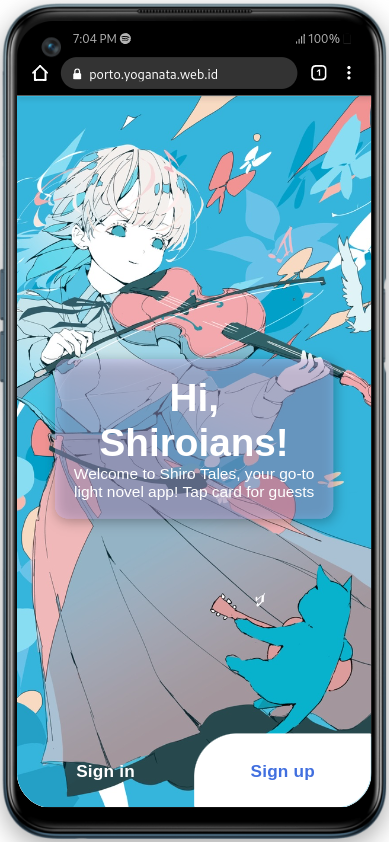 7:04 PM 100%
porto.yoganata.web.id 1
Hi,
Shiroians!
Welcome to Shiro Tales, your go-to
light novel app! Tap card for guests
Sign in Sign up